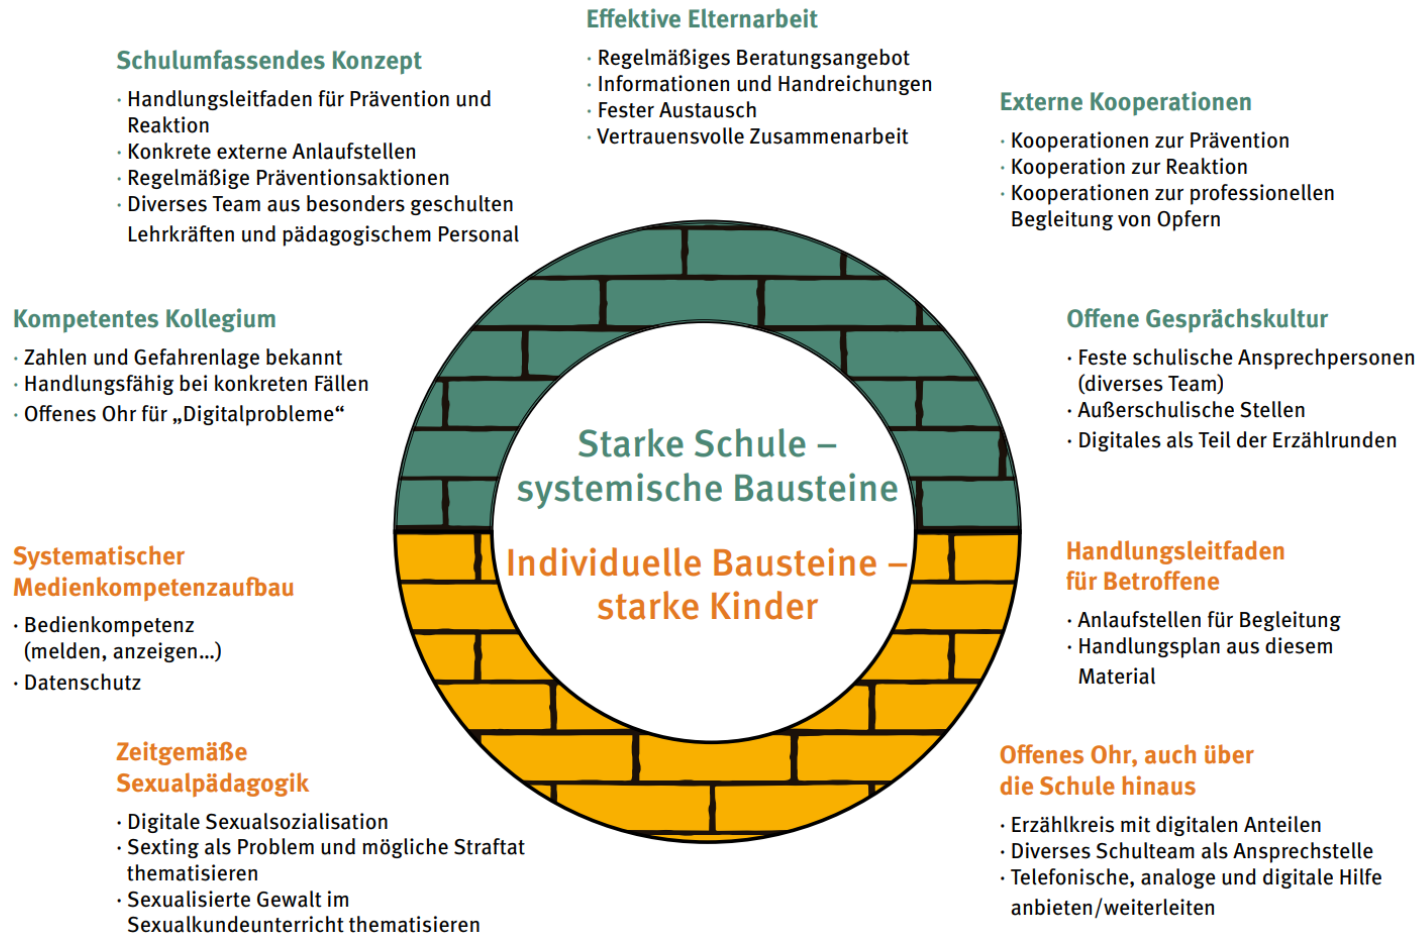 Effektive Elternarbeit
· Regelmäßiges Beratungsangebot
· Informationen und Handreichungen
· Fester Austausch
· Vertrauensvolle Zusammenarbeit
Schulumfassendes Konzept
· Handlungsleitfaden für Prävention und
Reaktion
· Konkrete externe Anlaufstellen
· Regelmäßige Präventionsaktionen
· Diverses Team aus besonders geschulten
Lehrkräften und pädagogischem Personal
Externe Kooperationen
· Kooperationen zur Prävention
· Kooperation zur Reaktion
· Kooperationen zur professionellen
Begleitung von Opfern
Kompetentes Kollegium
· Zahlen und Gefahrenlage bekannt
· Handlungsfähig bei konkreten Fällen
· Offenes Ohr für „Digitalprobleme“
Offene Gesprächskultur
· Feste schulische Ansprechpersonen
(diverses Team)
· Außerschulische Stellen
· Digitales als Teil der Erzählrunden
Starke Schule –
systemische Bausteine
Individuelle Bausteine –
starke Kinder
Systematischer
Medienkompetenzaufbau
· Bedienkompetenz
(melden, anzeigen…)
· Datenschutz
Handlungsleitfaden
für Betroffene
· Anlaufstellen für Begleitung
· Handlungsplan aus diesem
Material
Zeitgemäße
Sexualpädagogik
· Digitale Sexualsozialisation
· Sexting als Problem und mögliche Straftat
thematisieren
· Sexualisierte Gewalt im
Sexualkundeunterricht thematisieren
Offenes Ohr, auch über
die Schule hinaus
· Erzählkreis mit digitalen Anteilen
· Diverses Schulteam als Ansprechstelle
· Telefonische, analoge und digitale Hilfe
anbieten/weiterleiten